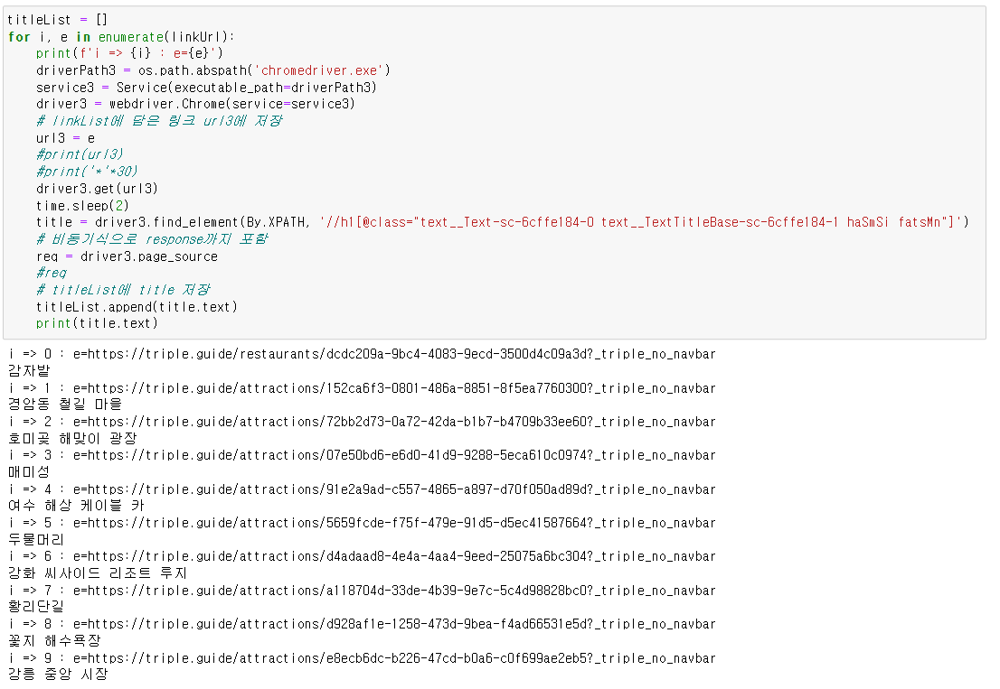 titleList = []
for i, e in enumerate(linkUrl):
    print(f'i => {i} : e={e}')
    driverPath3 = os.path.abspath('chromedriver.exe')
    service3 = Service(executable_path=driverPath3)
    driver3 = webdriver.Chrome(service=service3)
    # linkList에 담은 링크 url3에 저장
    url3 = e
    #print(url3)
    #print('*'*30)
    driver3.get(url3)
    time.sleep(2)
    title = driver3.find_element(By.XPATH, '//h1[@class="text__Text-sc-6cffe184-0 text__TextTitleBase-sc-6cffe184-1 haSmSi fatsMn"]')
    # 비동기식으로 response까지 포함
    req = driver3.page_source
    #req
    # titleList에 title 저장
    titleList.append(title.text)
    print(title.text)
i => 0 : e=https://triple.guide/restaurants/dcdc209a-9bc4-4083-9ecd-3500d4c09a3d?_triple_no_navbar
감자밭
i => 1 : e=https://triple.guide/attractions/152ca6f3-0801-486a-8851-8f5ea7760300?_triple_no_navbar
경암동 철길 마을
i => 2 : e=https://triple.guide/attractions/72bb2d73-0a72-42da-b1b7-b4709b33ee60?_triple_no_navbar
호미곶 해맞이 광장
i => 3 : e=https://triple.guide/attractions/07e50bd6-e6d0-41d9-9288-5eca610c0974?_triple_no_navbar
매미성
i => 4 : e=https://triple.guide/attractions/91e2a9ad-c557-4865-a897-d70f050ad89d?_triple_no_navbar
여수 해상 케이블 카
i => 5 : e=https://triple.guide/attractions/5659fcde-f75f-479e-91d5-d5ec41587664?_triple_no_navbar
두물머리
i => 6 : e=https://triple.guide/attractions/d4adaad8-4e4a-4aa4-9eed-25075a6bc304?_triple_no_navbar
강화 씨사이드 리조트 루지
i => 7 : e=https://triple.guide/attractions/a118704d-33de-4b39-9e7c-5c4d98828bc0?_triple_no_navbar
황리단길
i => 8 : e=https://triple.guide/attractions/d928af1e-1258-473d-9bea-f4ad66531e5d?_triple_no_navbar
꽃지 해수욕장
i => 9 : e=https://triple.guide/attractions/e8ecb6dc-b226-47cd-b0a6-c0f699ae2eb5?_triple_no_navbar
강릉 중앙 시장